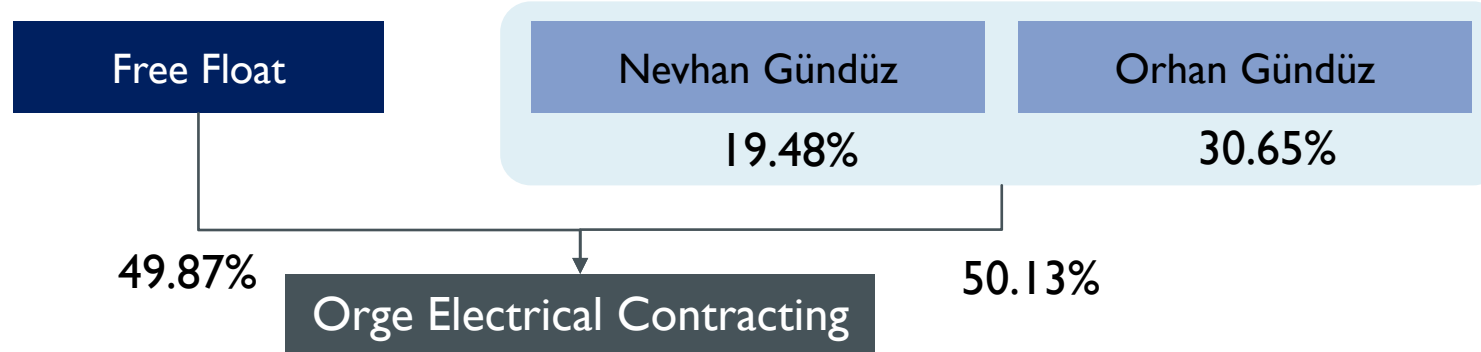 Free Float
Nevhan Gündüz
Orhan Gündüz
19.48%
30.65%
49.87%
50.13%
Orge Electrical Contracting